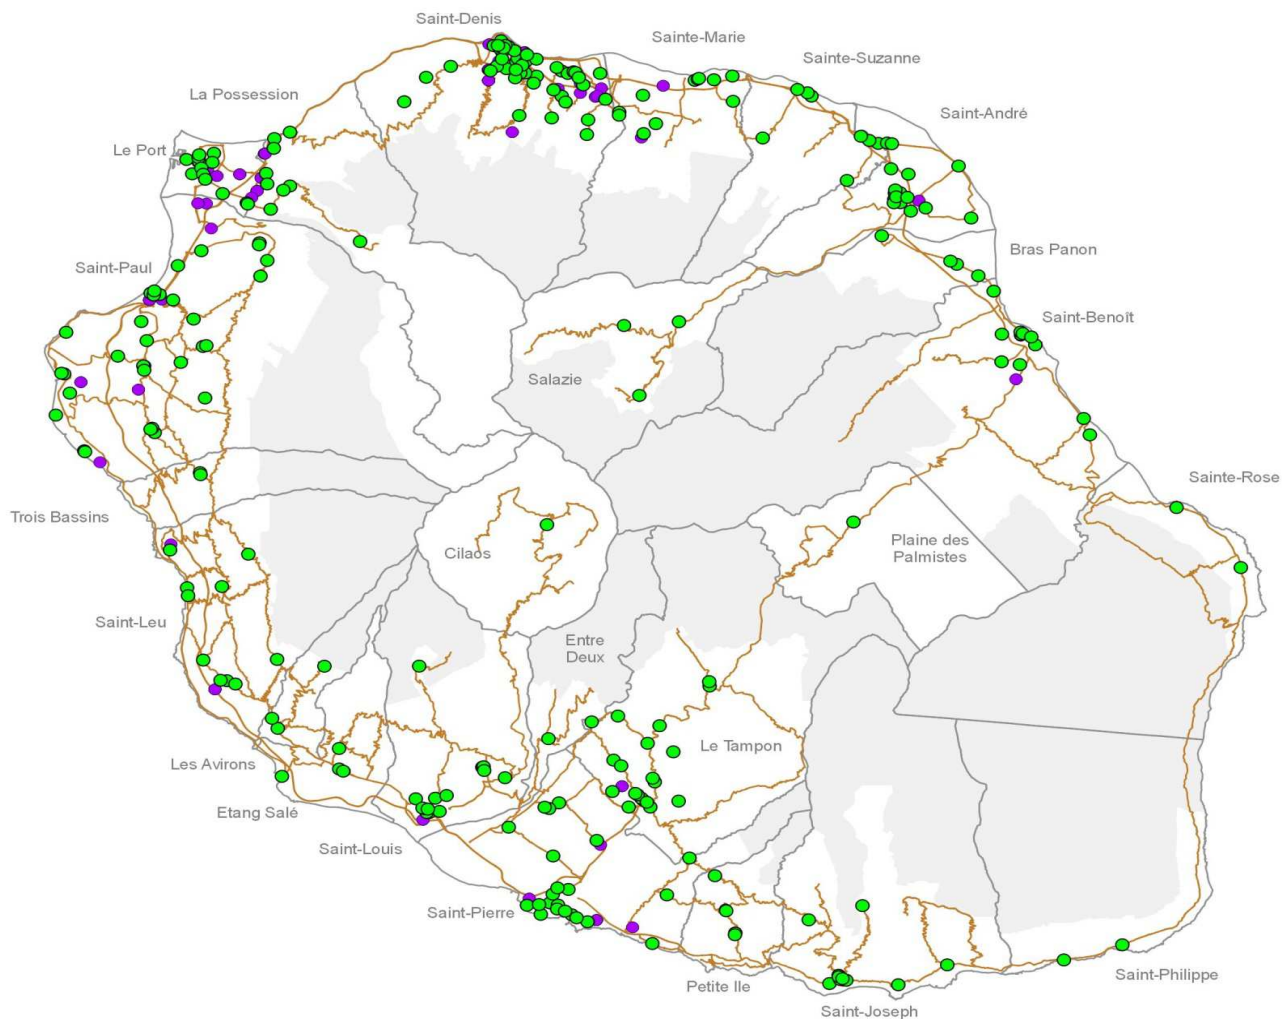 Saint-Denis
Sainte-Marie
Sainte-Suzanne
La Possession
Saint-André
Le Port
Bras Panon
Saint-Paul
Saint-Benoît
Salazie
Sainte-Rose
Trois Bassins
Plaine des
Palmistes
Cilaos
Saint-Leu
Entre
Deux
Le Tampon
Les Avirons
Etang Salé
Saint-Louis
Saint-Pierre
Saint-Philippe
Petite Ile
Saint-Joseph